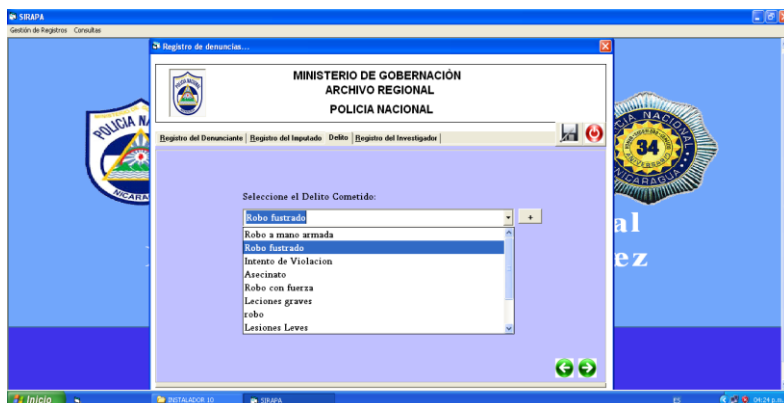 SIRAPA
Gestión de Registros Consultas
Registro de denuncias...
MINISTERIO DE GOBERNACIÓN
ARCHIVO REGIONAL
POLICIA NACIONAL
Registro del Denunciante Registro del Imputado Delito Registro del Investigador
POLICIA NA
NICARA
NACIONAL
34
ANIVERSARIO
NICARAGUA
Seleccione el Delito Cometido:
Robo fustrado
+
Robo a mano armada
Robo fustrado
Intento de Violacion
Asecinato
Robo con fuerza
Leciones graves
robo
Lesiones Leves
al
ez
Inicio
INSTALADOR 10
SIRAPA
ES
04:24 p.m.